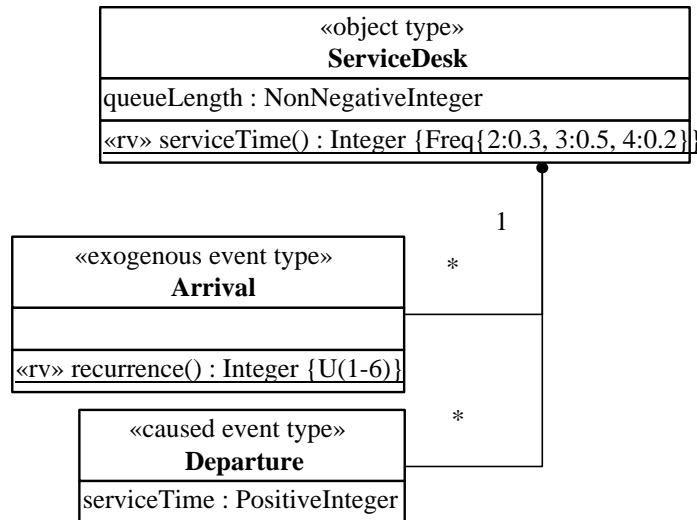 «object type»
ServiceDesk
queueLength : NonNegativeInteger
«rv» serviceTime() : Integer {Freq{2:0.3, 3:0.5, 4:0.2}}
1
«exogenous event type»
Arrival
*
«rv» recurrence() : Integer {U(1-6)}
«caused event type»
Departure
*
serviceTime : PositiveInteger